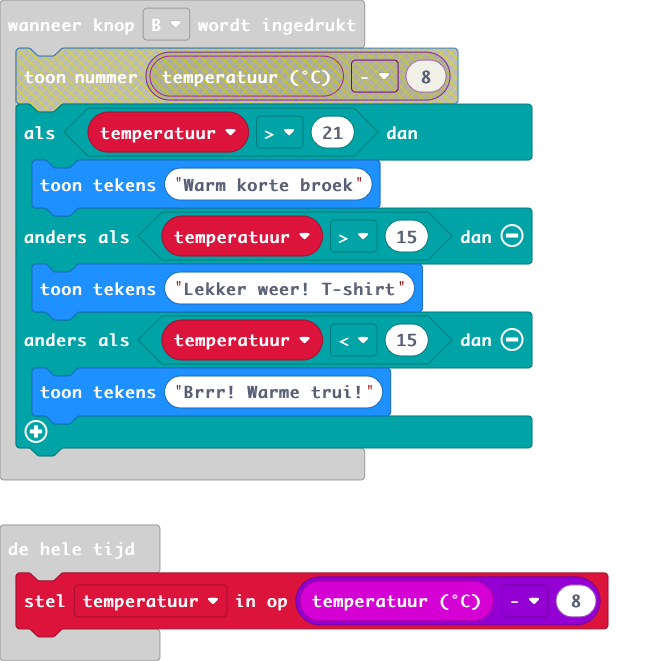 wanneer knop B wordt ingedrukt
toon nummer temperatuur (°C) - 8
als temperatuur > 21 dan
toon tekens "Warm korte broek"
anders als temperatuur > 15 dan
toon tekens "Lekker weer! T-shirt"
anders als temperatuur < 15 dan
toon tekens "Brrr! Warme trui!"
de hele tijd
stel temperatuur in op temperatuur (°C) - 8